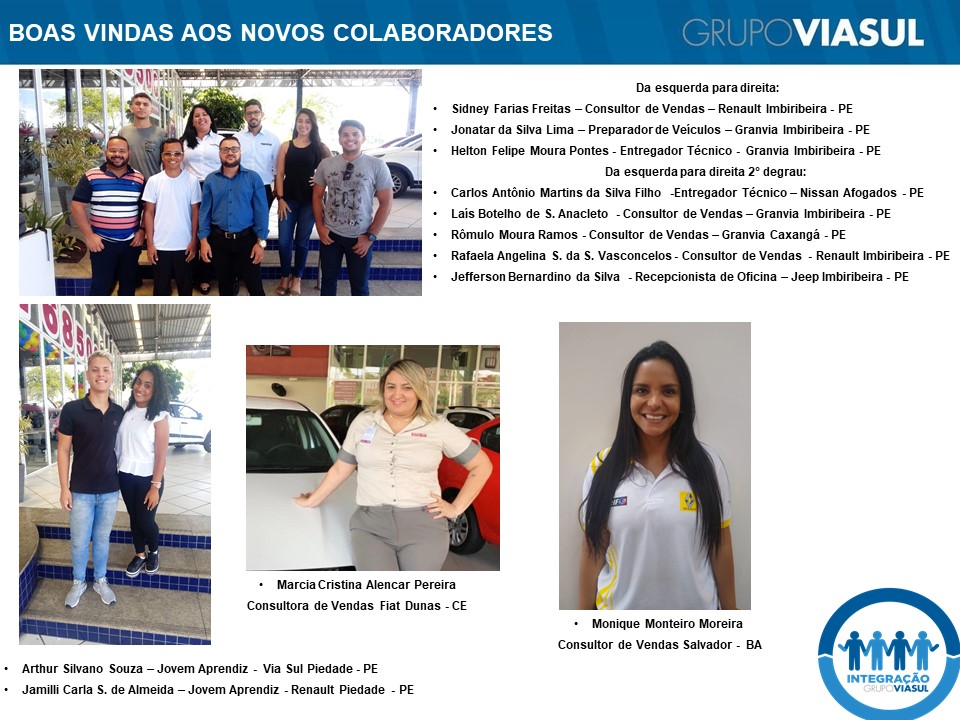 BOAS VINDAS AOS NOVOS COLABORADORES
GRUPOVIASUL
Da esquerda para direita:
• Sidney Farias Freitas – Consultor de Vendas – Renault Imbiribeira - PE
• Jonatar da Silva Lima – Preparador de Veículos – Granvia Imbiribeira - PE
• Helton Felipe Moura Pontes - Entregador Técnico - Granvia Imbiribeira - PE
Da esquerda para direita 2° degrau:
• Carlos Antônio Martins da Silva Filho -Entregador Técnico – Nissan Afogados - PE
• Laís Botelho de S. Anacleto - Consultor de Vendas – Granvia Imbiribeira - PE
• Rômulo Moura Ramos - Consultor de Vendas – Granvia Caxangá - PE
• Rafaela Angelina S. da S. Vasconcelos - Consultor de Vendas - Renault Imbiribeira - PE
• Jefferson Bernardino da Silva - Recepcionista de Oficina – Jeep Imbiribeira - PE
6850
• Marcia Cristina Alencar Pereira
Consultora de Vendas Fiat Dunas - CE
• Monique Monteiro Moreira
Consultor de Vendas Salvador - BA
• Arthur Silvano Souza – Jovem Aprendiz - Via Sul Piedade - PE
• Jamilli Carla S. de Almeida – Jovem Aprendiz - Renault Piedade - PE
INTEGRAÇÃO
GRUPOVIASUL